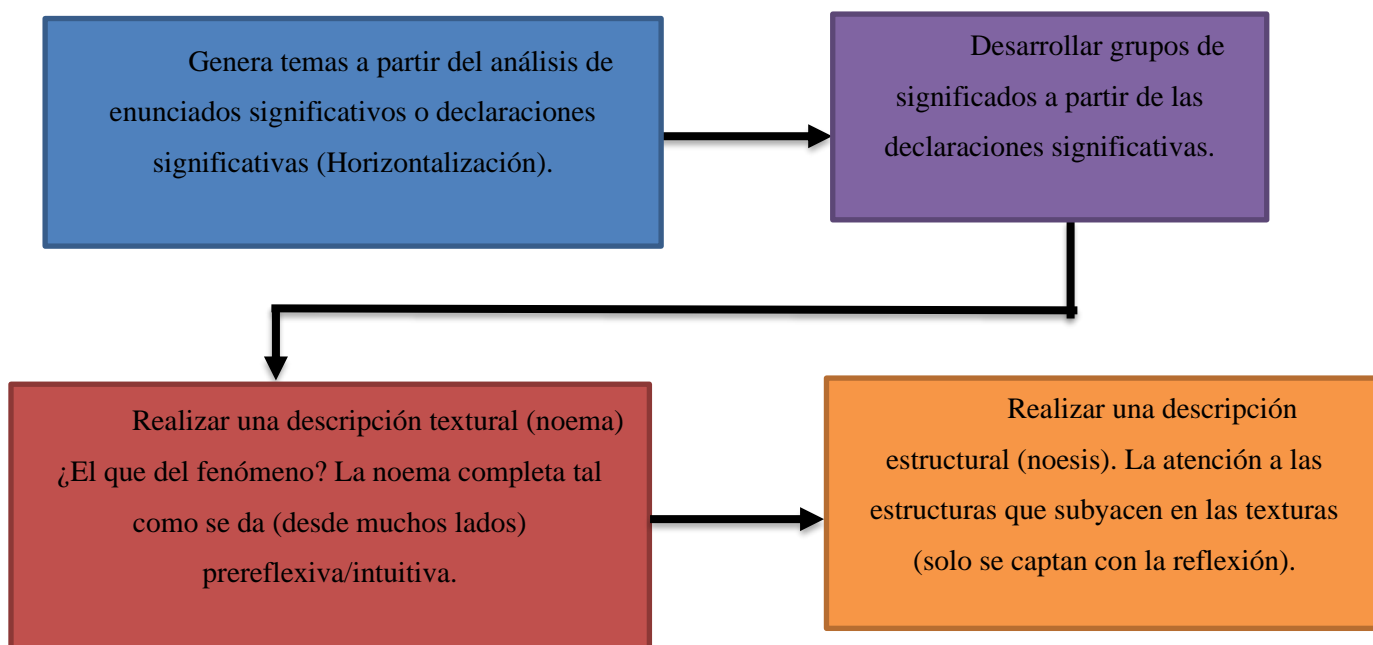 Genera temas a partir del análisis de
enunciados significativos o declaraciones
significativas (Horizontalización).
Desarrollar grupos de
significados a partir de las
declaraciones significativas.
Realizar una descripción textural (noema)
¿El que del fenómeno? La noema completa tal
como se da (desde muchos lados)
prereflexiva/intuitiva.
Realizar una descripción
estructural (noesis). La atención a las
estructuras que subyacen en las texturas
(solo se captan con la reflexión).